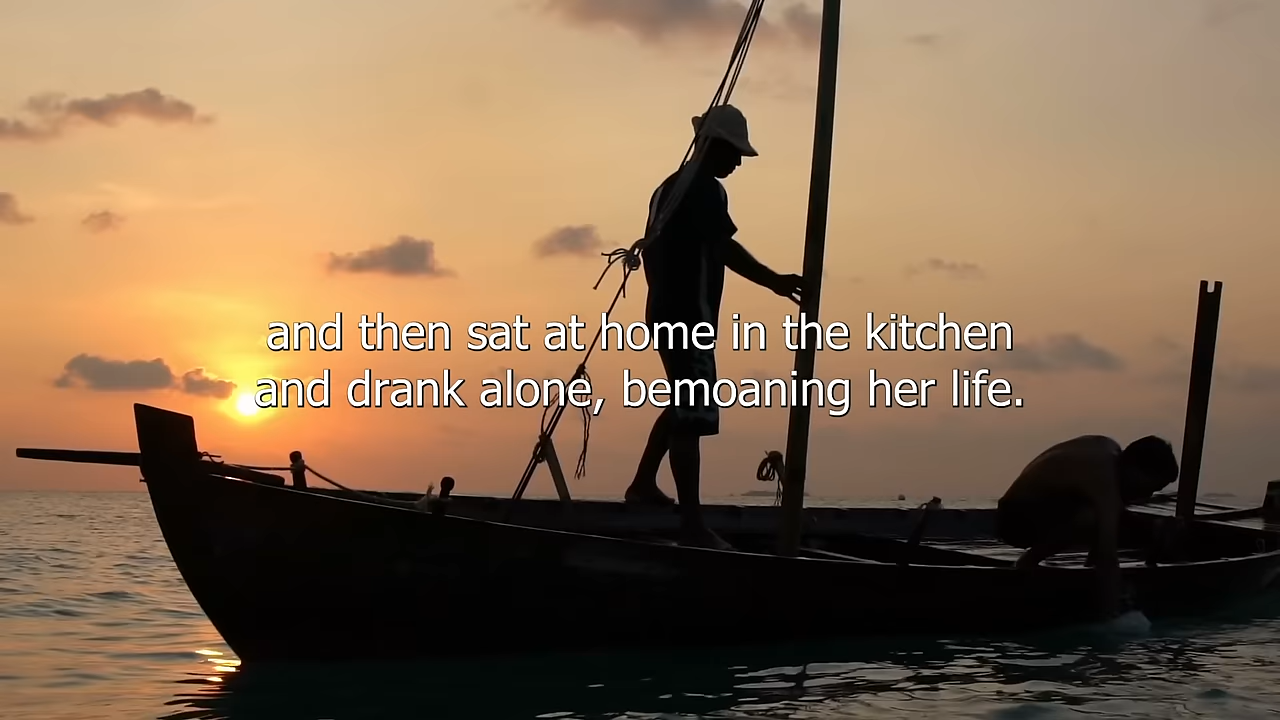 and then sat at home in the kitchen
and drank alone, bemoaning her life.